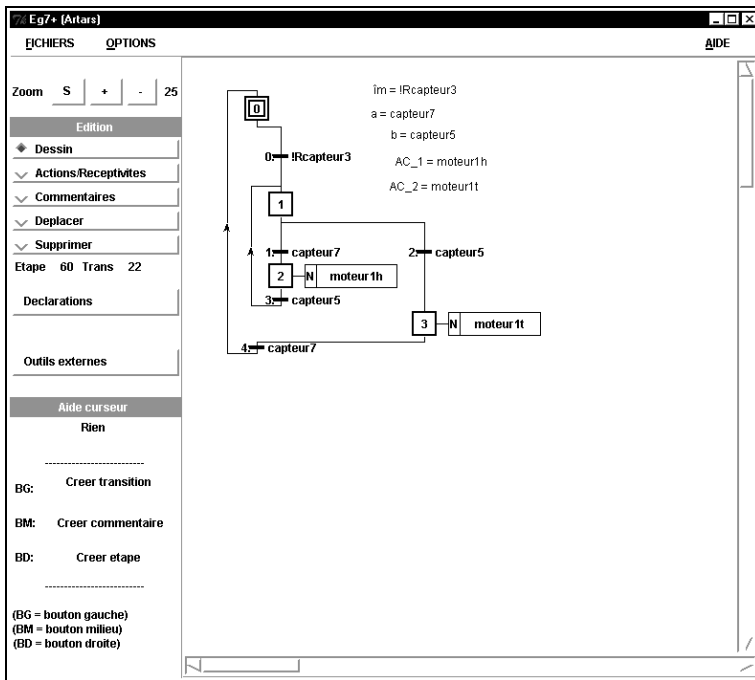 Eg7+ (Artars)
FICHIERS OPTIONS AIDE
Zoom S + - 25
Edition
Dessin
Actions/Receptivites
Commentaires
Deplacer
Supprimer
Etape 60 Trans 22
Declarations
Outils externes
Aide curseur
Rien
-------------------------
BG: Creer transition
BM: Creer commentaire
BD: Creer etape
-------------------------
(BG = bouton gauche)
(BM = bouton milieu)
(BD = bouton droite)
îm = !Rcapteur3
a = capteur7
b = capteur5
AC_1 = moteur1h
AC_2 = moteur1t
0
0. !Rcapteur3
1
1. capteur7
2. capteur5
2 N moteur1h
3. capteur5
3 N moteur1t
4. capteur7